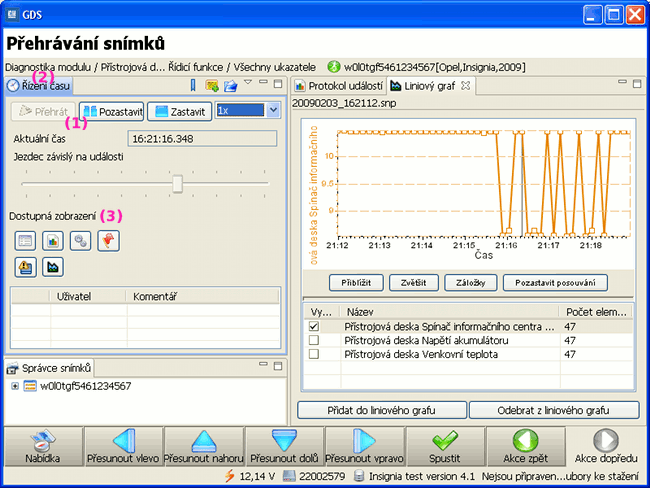 GDS
Přehrávání snímků
Diagnostika modulu / Přístrojová d... Řídicí funkce / Všechny ukazatele w0l0tgf5461234567[Opel,Insignia,2009]
(2)
Řízení času
Přehrát Pozastavit Zastavit 1x
(1)
Aktuální čas 16:21:16.348
Jezdec závislý na události
Dostupná zobrazení (3)
Uživatel Komentář
Správce snímků
w0l0tgf5461234567
Protokol událostí Liniový graf
20090203_162112.snp
ová deska Spínač informačního
10
9.5
9
21:12 21:13 21:14 21:15 21:16 21:17 21:18
Čas
Přiblížit Zvětšit Záložky Pozastavit posouvání
Vy... Název Počet elem...
Přístrojová deska Spínač informačního centra ... 47
Přístrojová deska Napětí akumulátoru 47
Přístrojová deska Venkovní teplota 47
Přidat do liniového grafu Odebrat z liniového grafu
Nabídka Přesunout vlevo Přesunout nahoru Přesunout dolů Přesunout vpravo Spustit Akce zpět Akce dopředu
12,14 V 22002579 Insignia test version 4.1 Nejsou připraven...ubory ke stažení